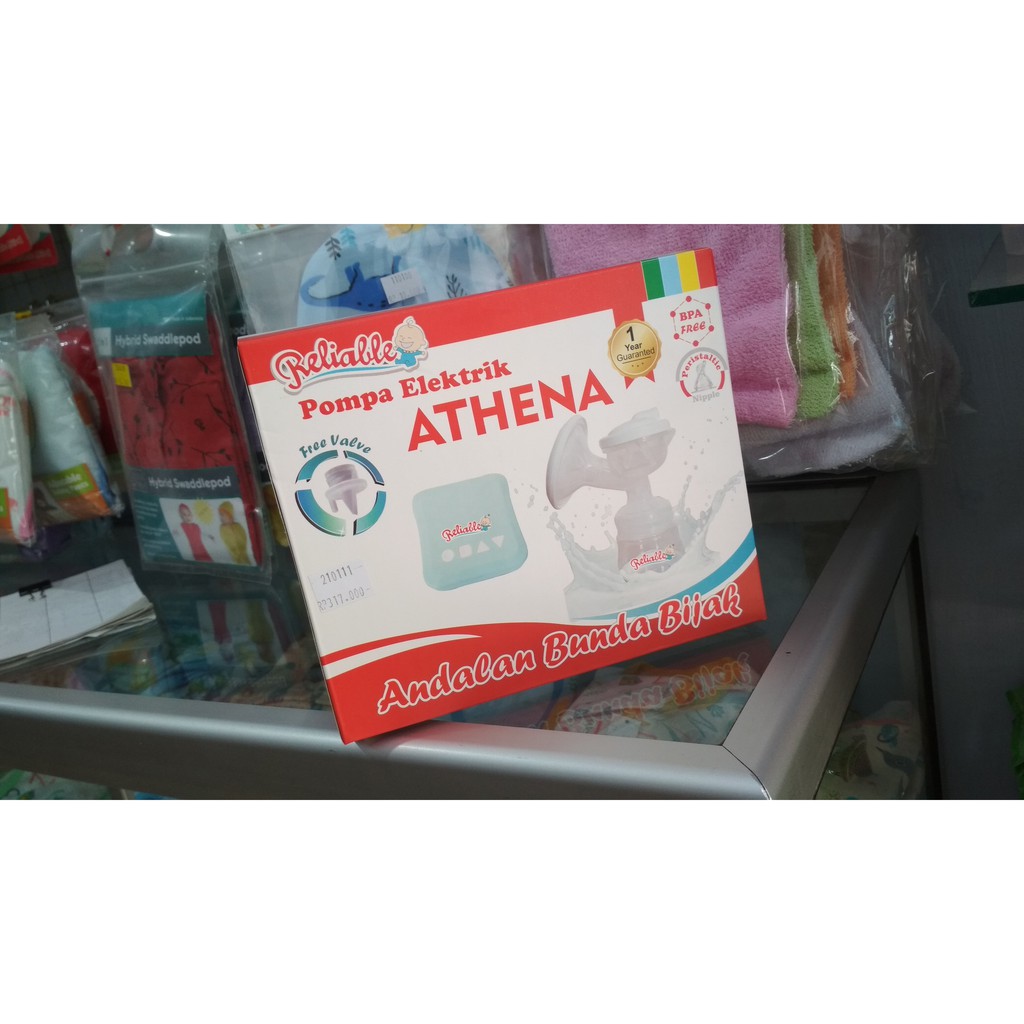 Reliable
Pompa Elektrik
ATHENA
1
Year
Guaranteed
BPA
FREE
Peristaltic
Nipple
Free Valve
Reliable
Reliable
210111
Andalan Bunda Bijak
Hybrid Swaddlepod
Hybrid Swaddlepod